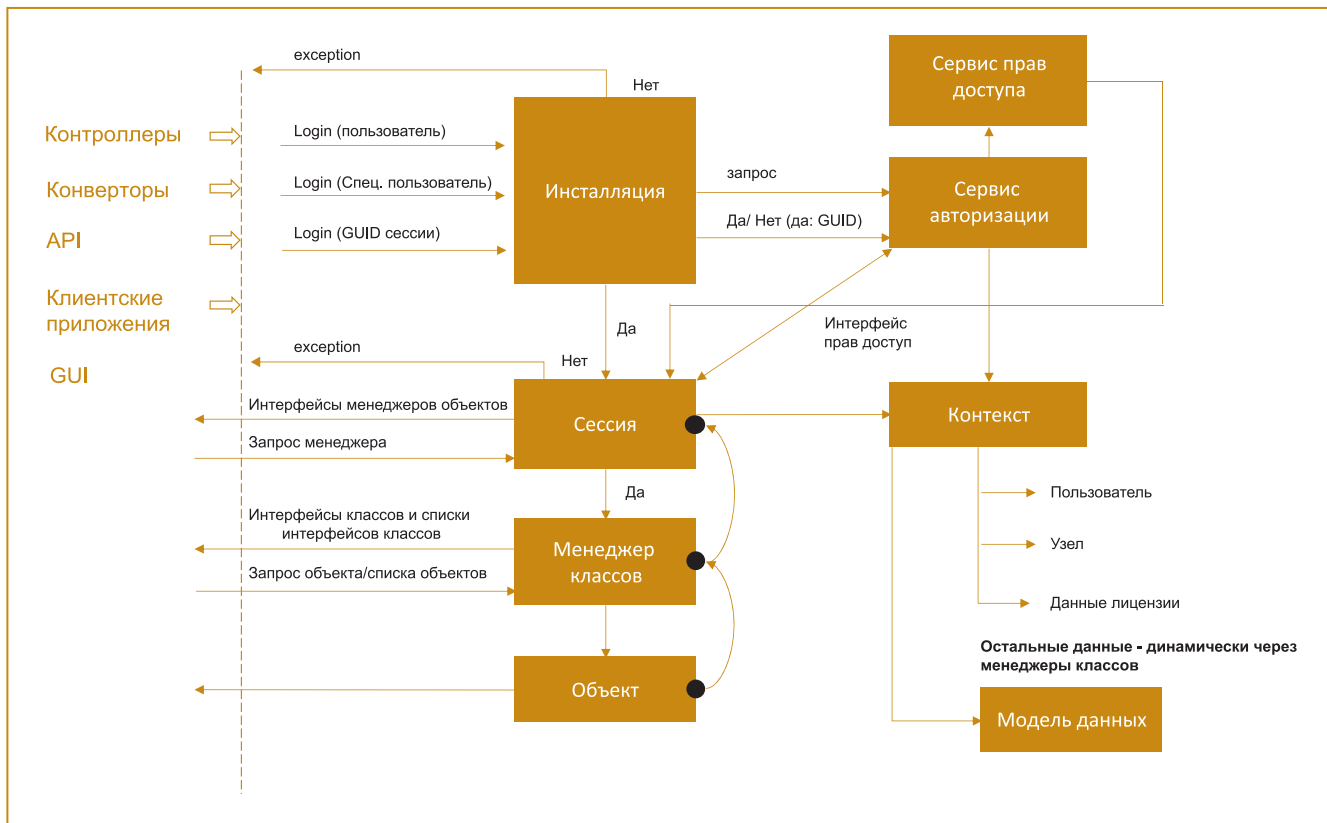 exception
Нет
Сервис прав
доступа
Контроллеры
Login (пользователь)
Конверторы
Login (Спец. пользователь)
Инсталляция
запрос
Сервис
авторизации
API
Login (GUID сессии)
Да/ Нет (да: GUID)
Клиентские
приложения
GUI
Да
Интерфейс
прав доступ
exception
Нет
Интерфейсы менеджеров объектов
Запрос менеджера
Сессия
Контекст
Да
Пользователь
Узел
Данные лицензии
Интерфейсы классов и списки
интерфейсов классов
Запрос объекта/списка объектов
Менеджер
классов
Остальные данные - динамически через
менеджеры классов
Объект
Модель данных